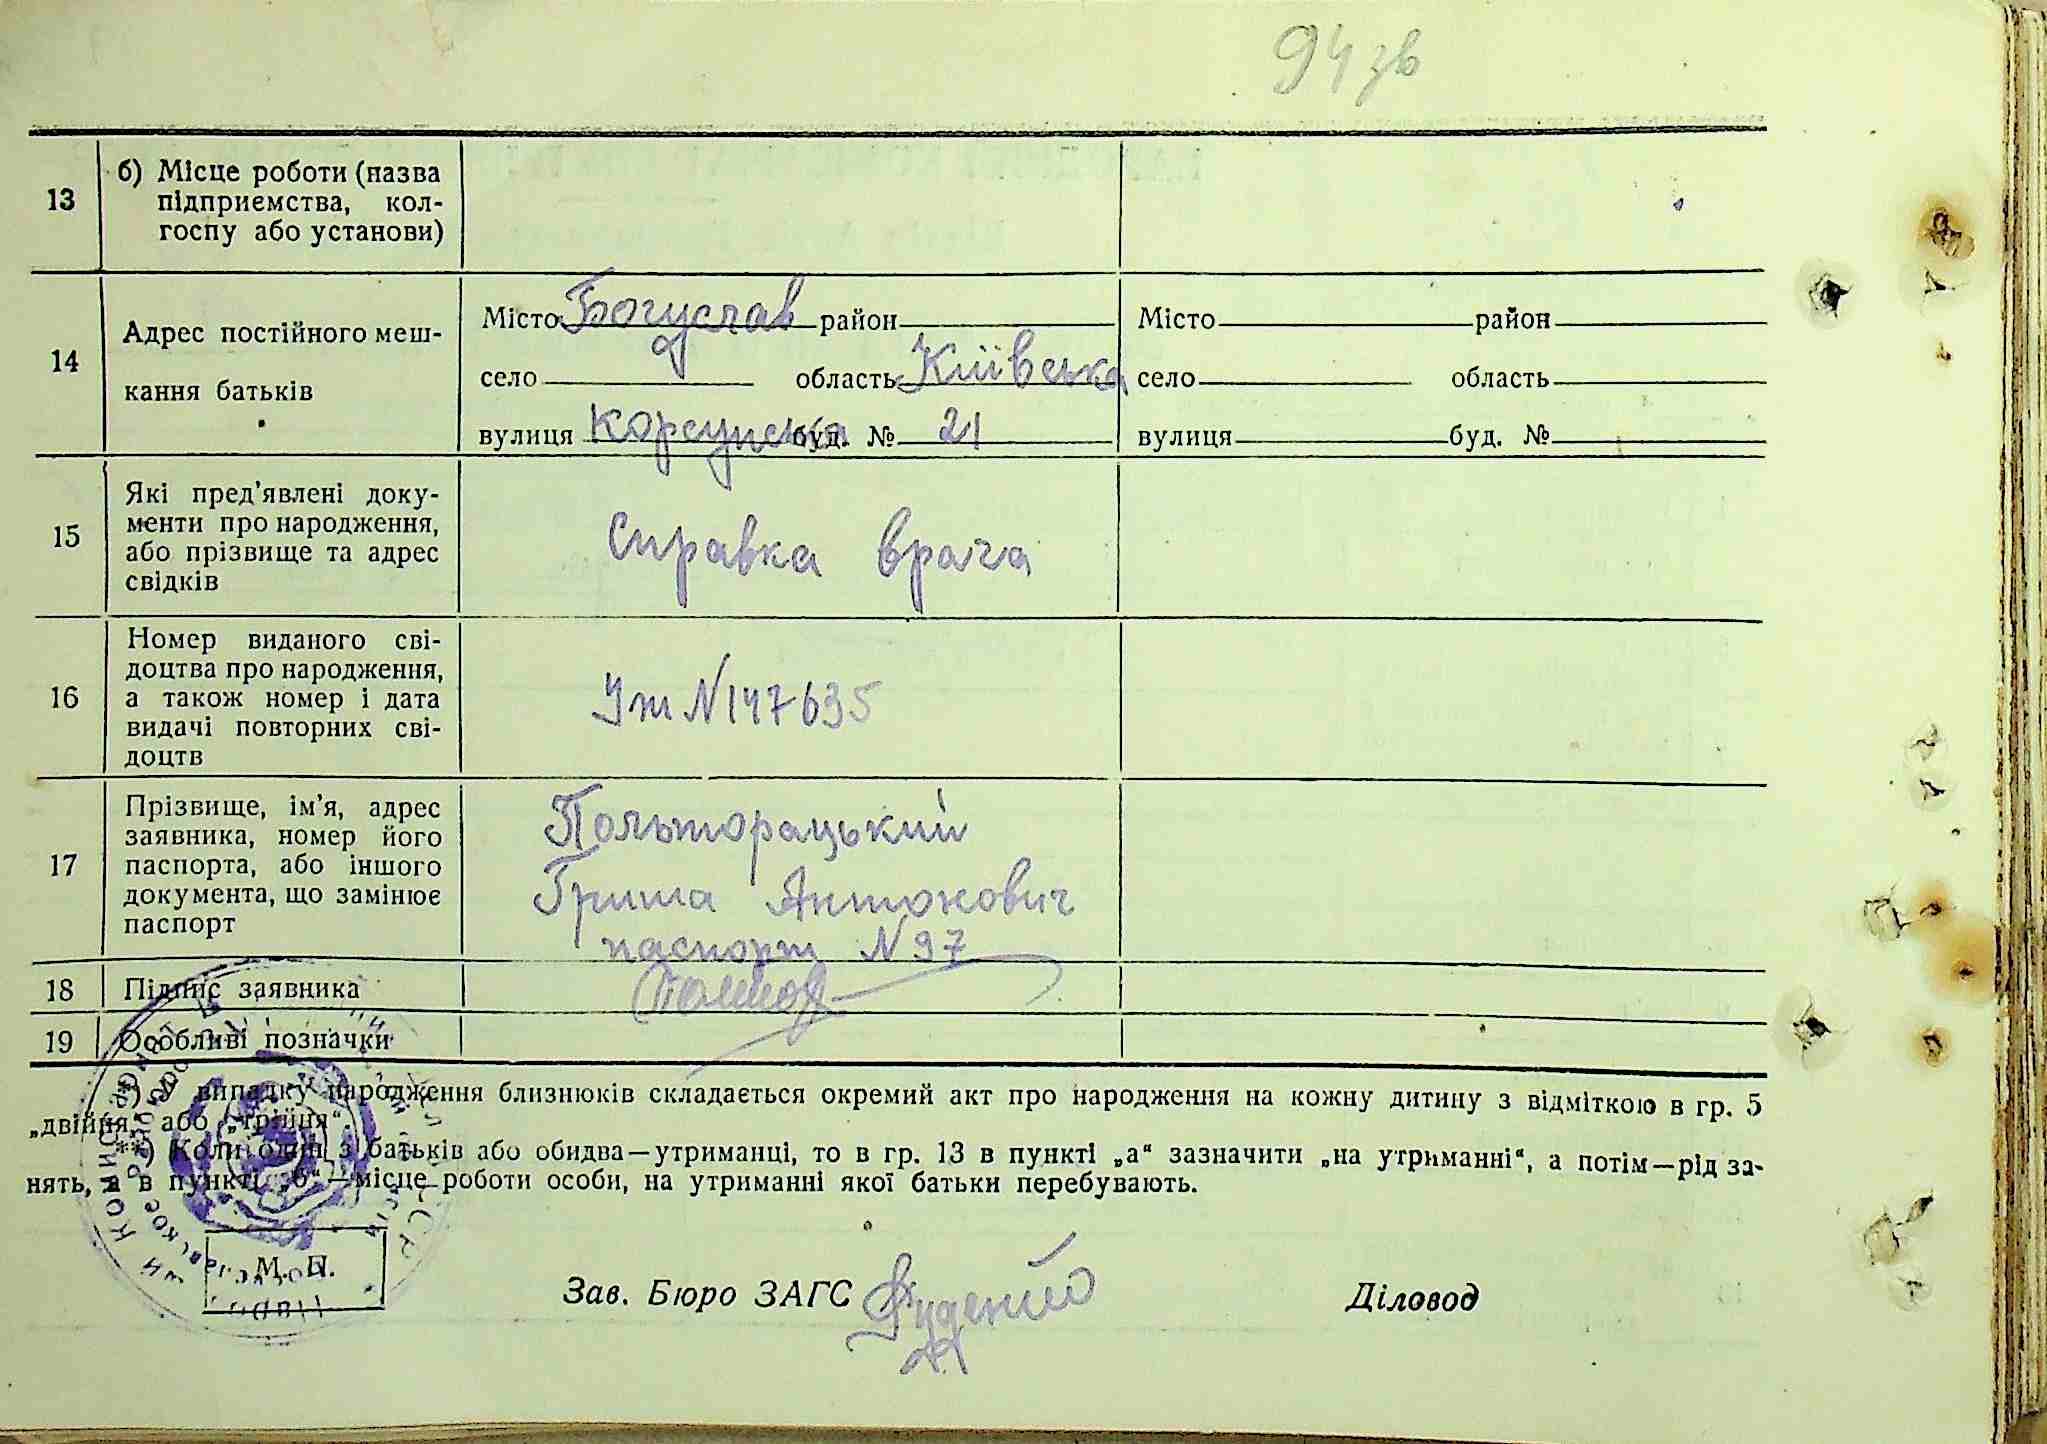 94 зв
13
б) Місце роботи (назва
підприємства, кол-
госпу або установи)
14
Адрес постійного меш-
кання батьків
Місто Богуслав район
село область Київська
вулиця Корсунська буд. № 21
Місто район
село область
вулиця буд. №
15
Які пред'явлені доку-
менти про народження,
або прізвище та адрес
свідків
Справка врача
16
Номер виданого сві-
доцтва про народження,
а також номер і дата
видачі повторних сві-
доцтв
Уж N147635
17
Прізвище, ім'я, адрес
заявника, номер його
паспорта, або іншого
документа, що замінює
паспорт
Польторацький
Гриша Антонович
паспорт N 97
18
Підпис заявника
19
Особливі позначки
*) У випадку народження близнюків складається окремий акт про народження на кожну дитину з відміткою в гр. 5
„двійня„ або „трійня“.
**) Коли один з батьків або обидва—утриманці, то в гр. 13 в пункті „а“ зазначити „на утриманні“, а потім—рід за-
нять, а в пункті „б“—місце роботи особи, на утриманні якої батьки перебувають.
М. П.
Зав. Бюро ЗАГС
Діловод